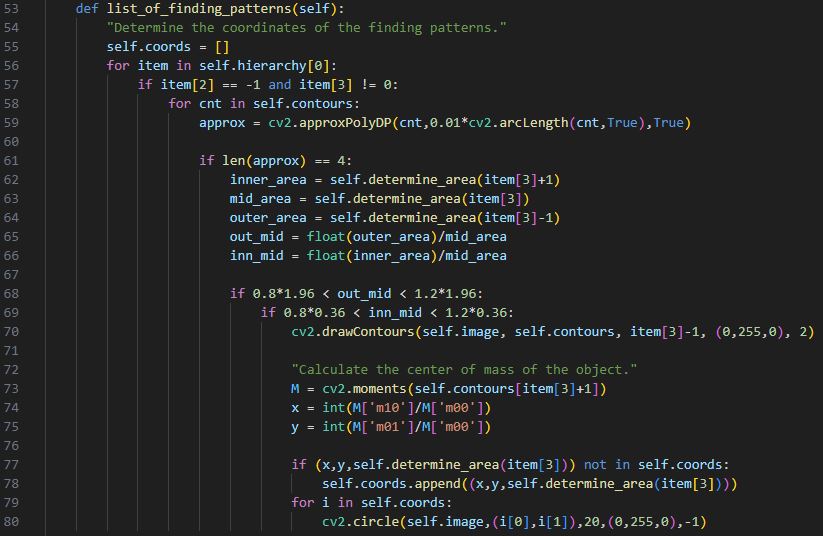 53 def list_of_finding_patterns(self):
54 "Determine the coordinates of the finding patterns."
55 self.coords = []
56 for item in self.hierarchy[0]:
57 if item[2] == -1 and item[3] != 0:
58 for cnt in self.contours:
59 approx = cv2.approxPolyDP(cnt,0.01*cv2.arcLength(cnt,True),True)
60
61 if len(approx) == 4:
62 inner_area = self.determine_area(item[3]+1)
63 mid_area = self.determine_area(item[3])
64 outer_area = self.determine_area(item[3]-1)
65 out_mid = float(outer_area)/mid_area
66 inn_mid = float(inner_area)/mid_area
67
68 if 0.8*1.96 < out_mid < 1.2*1.96:
69 if 0.8*0.36 < inn_mid < 1.2*0.36:
70 cv2.drawContours(self.image, self.contours, item[3]-1, (0,255,0), 2)
71
72 "Calculate the center of mass of the object."
73 M = cv2.moments(self.contours[item[3]+1])
74 x = int(M['m10']/M['m00'])
75 y = int(M['m01']/M['m00'])
76
77 if (x,y,self.determine_area(item[3])) not in self.coords:
78 self.coords.append((x,y,self.determine_area(item[3])))
79 for i in self.coords:
80 cv2.circle(self.image,(i[0],i[1]),20,(0,255,0),-1)